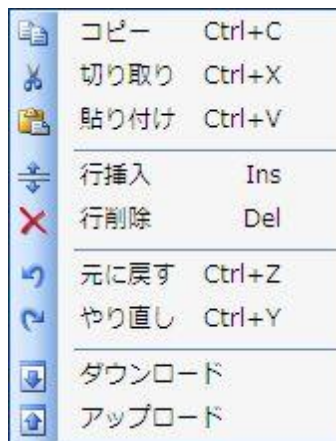 コピー Ctrl+C
切り取り Ctrl+X
貼り付け Ctrl+V
行挿入 Ins
行削除 Del
元に戻す Ctrl+Z
やり直し Ctrl+Y
ダウンロード
アップロード